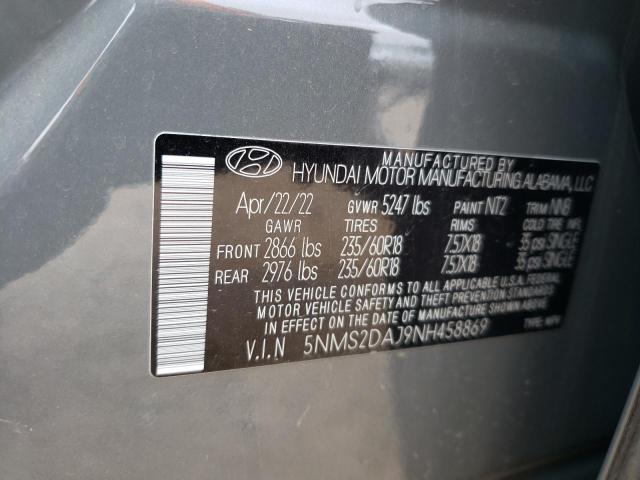 MANUFACTURED BY
HYUNDAI MOTOR MANUFACTURING ALABAMA, LLC
Apr/22/22 GVWR 5247 lbs PAINT NTZ TRIM NNB
GAWR TIRES RIMS COLD TIRE INF.
FRONT 2866 lbs 235/60R18 7.5JX18 35 psi SINGLE
REAR 2976 lbs 235/60R18 7.5JX18 35 psi SINGLE
THIS VEHICLE CONFORMS TO ALL APPLICABLE U.S.A. FEDERAL
MOTOR VEHICLE SAFETY AND THEFT PREVENTION STANDARDS
IN EFFECT ON THE DATE OF MANUFACTURE SHOWN ABOVE.
V.I.N 5NMS2DAJ9NH458869 TYPE: MPV